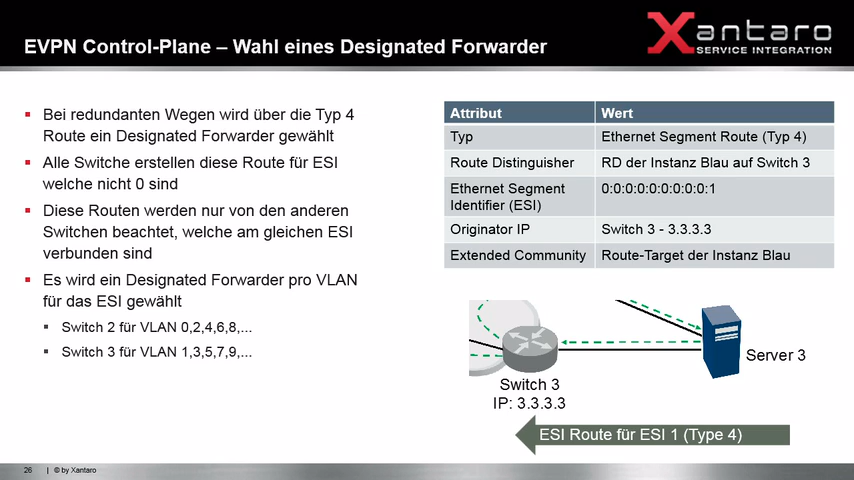 Xantaro
SERVICE INTEGRATION
EVPN Control-Plane – Wahl eines Designated Forwarder
Bei redundanten Wegen wird über die Typ 4
Route ein Designated Forwarder gewählt
Alle Switche erstellen diese Route für ESI
welche nicht 0 sind
Diese Routen werden nur von den anderen
Switchen beachtet, welche am gleichen ESI
verbunden sind
Es wird ein Designated Forwarder pro VLAN
für das ESI gewählt
Switch 2 für VLAN 0,2,4,6,8,...
Switch 3 für VLAN 1,3,5,7,9,...
Attribut Wert
Typ Ethernet Segment Route (Typ 4)
Route Distinguisher RD der Instanz Blau auf Switch 3
Ethernet Segment 0:0:0:0:0:0:0:0:0:1
Identifier (ESI)
Originator IP Switch 3 - 3.3.3.3
Extended Community Route-Target der Instanz Blau
Server 3
Switch 3
IP: 3.3.3.3
ESI Route für ESI 1 (Type 4)
26 | © by Xantaro